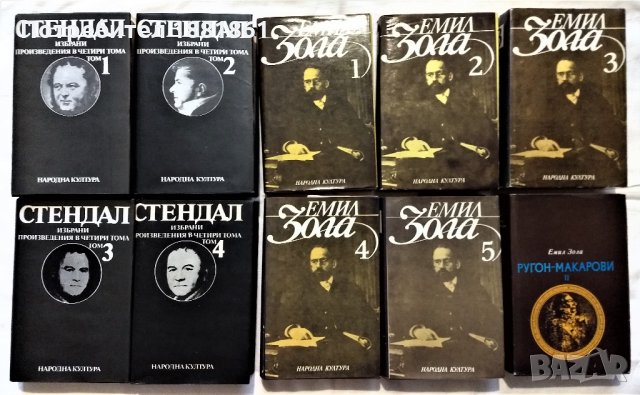 СТЕНДАЛ
ИЗБРАНИ
ПРОИЗВЕДЕНИЯ В ЧЕТИРИ ТОМА
ТОМ 1
НАРОДНА КУЛТУРА
СТЕНДАЛ
ИЗБРАНИ
ПРОИЗВЕДЕНИЯ В ЧЕТИРИ ТОМА
ТОМ 2
НАРОДНА КУЛТУРА
ЕМИЛ
Зола
1
НАРОДНА КУЛТУРА
ЕМИЛ
Зола
2
НАРОДНА КУЛТУРА
ЕМИЛ
Зола
3
НАРОДНА КУЛТУРА
СТЕНДАЛ
ИЗБРАНИ
ПРОИЗВЕДЕНИЯ В ЧЕТИРИ ТОМА
ТОМ 3
НАРОДНА КУЛТУРА
СТЕНДАЛ
ИЗБРАНИ
ПРОИЗВЕДЕНИЯ В ЧЕТИРИ ТОМА
ТОМ 4
НАРОДНА КУЛТУРА
ЕМИЛ
Зола
4
НАРОДНА КУЛТУРА
ЕМИЛ
Зола
5
НАРОДНА КУЛТУРА
Емил Зола
РУГОН-МАКАРОВИ
II
BAZAR